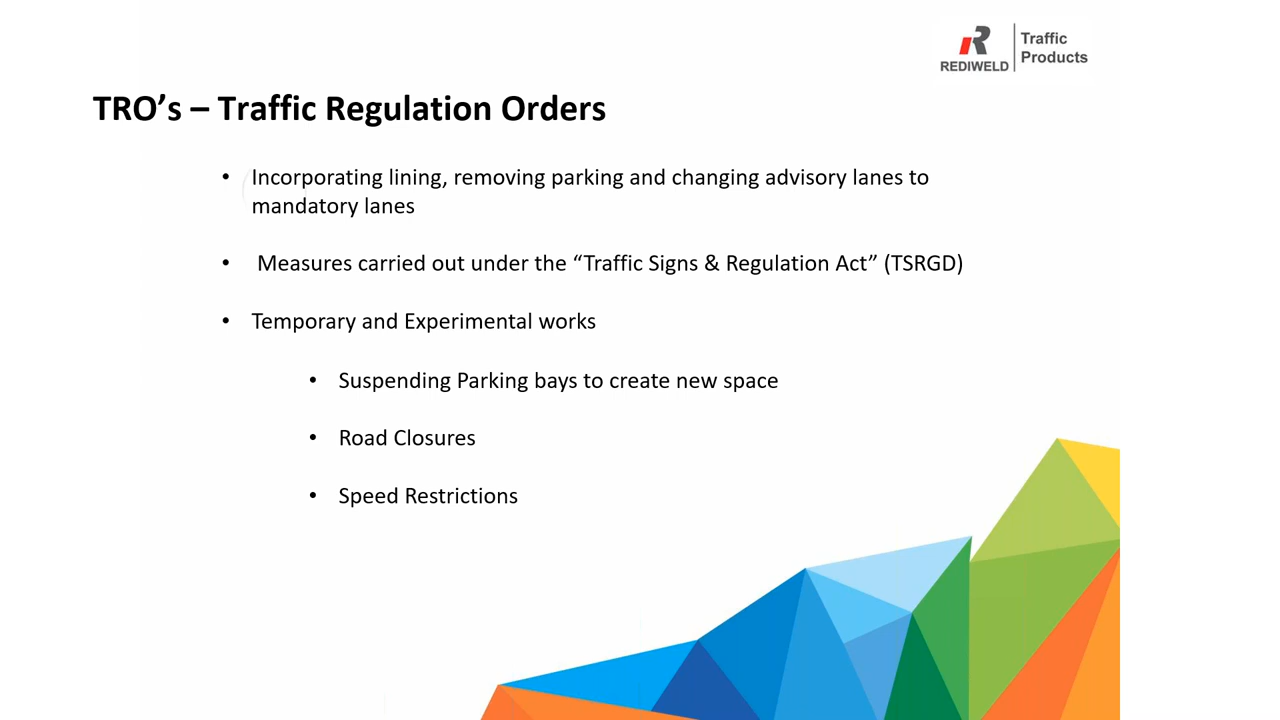 REDIWELD
Traffic
Products
TRO’s – Traffic Regulation Orders
• Incorporating lining, removing parking and changing advisory lanes to
mandatory lanes
• Measures carried out under the “Traffic Signs & Regulation Act” (TSRGD)
• Temporary and Experimental works
• Suspending Parking bays to create new space
• Road Closures
• Speed Restrictions